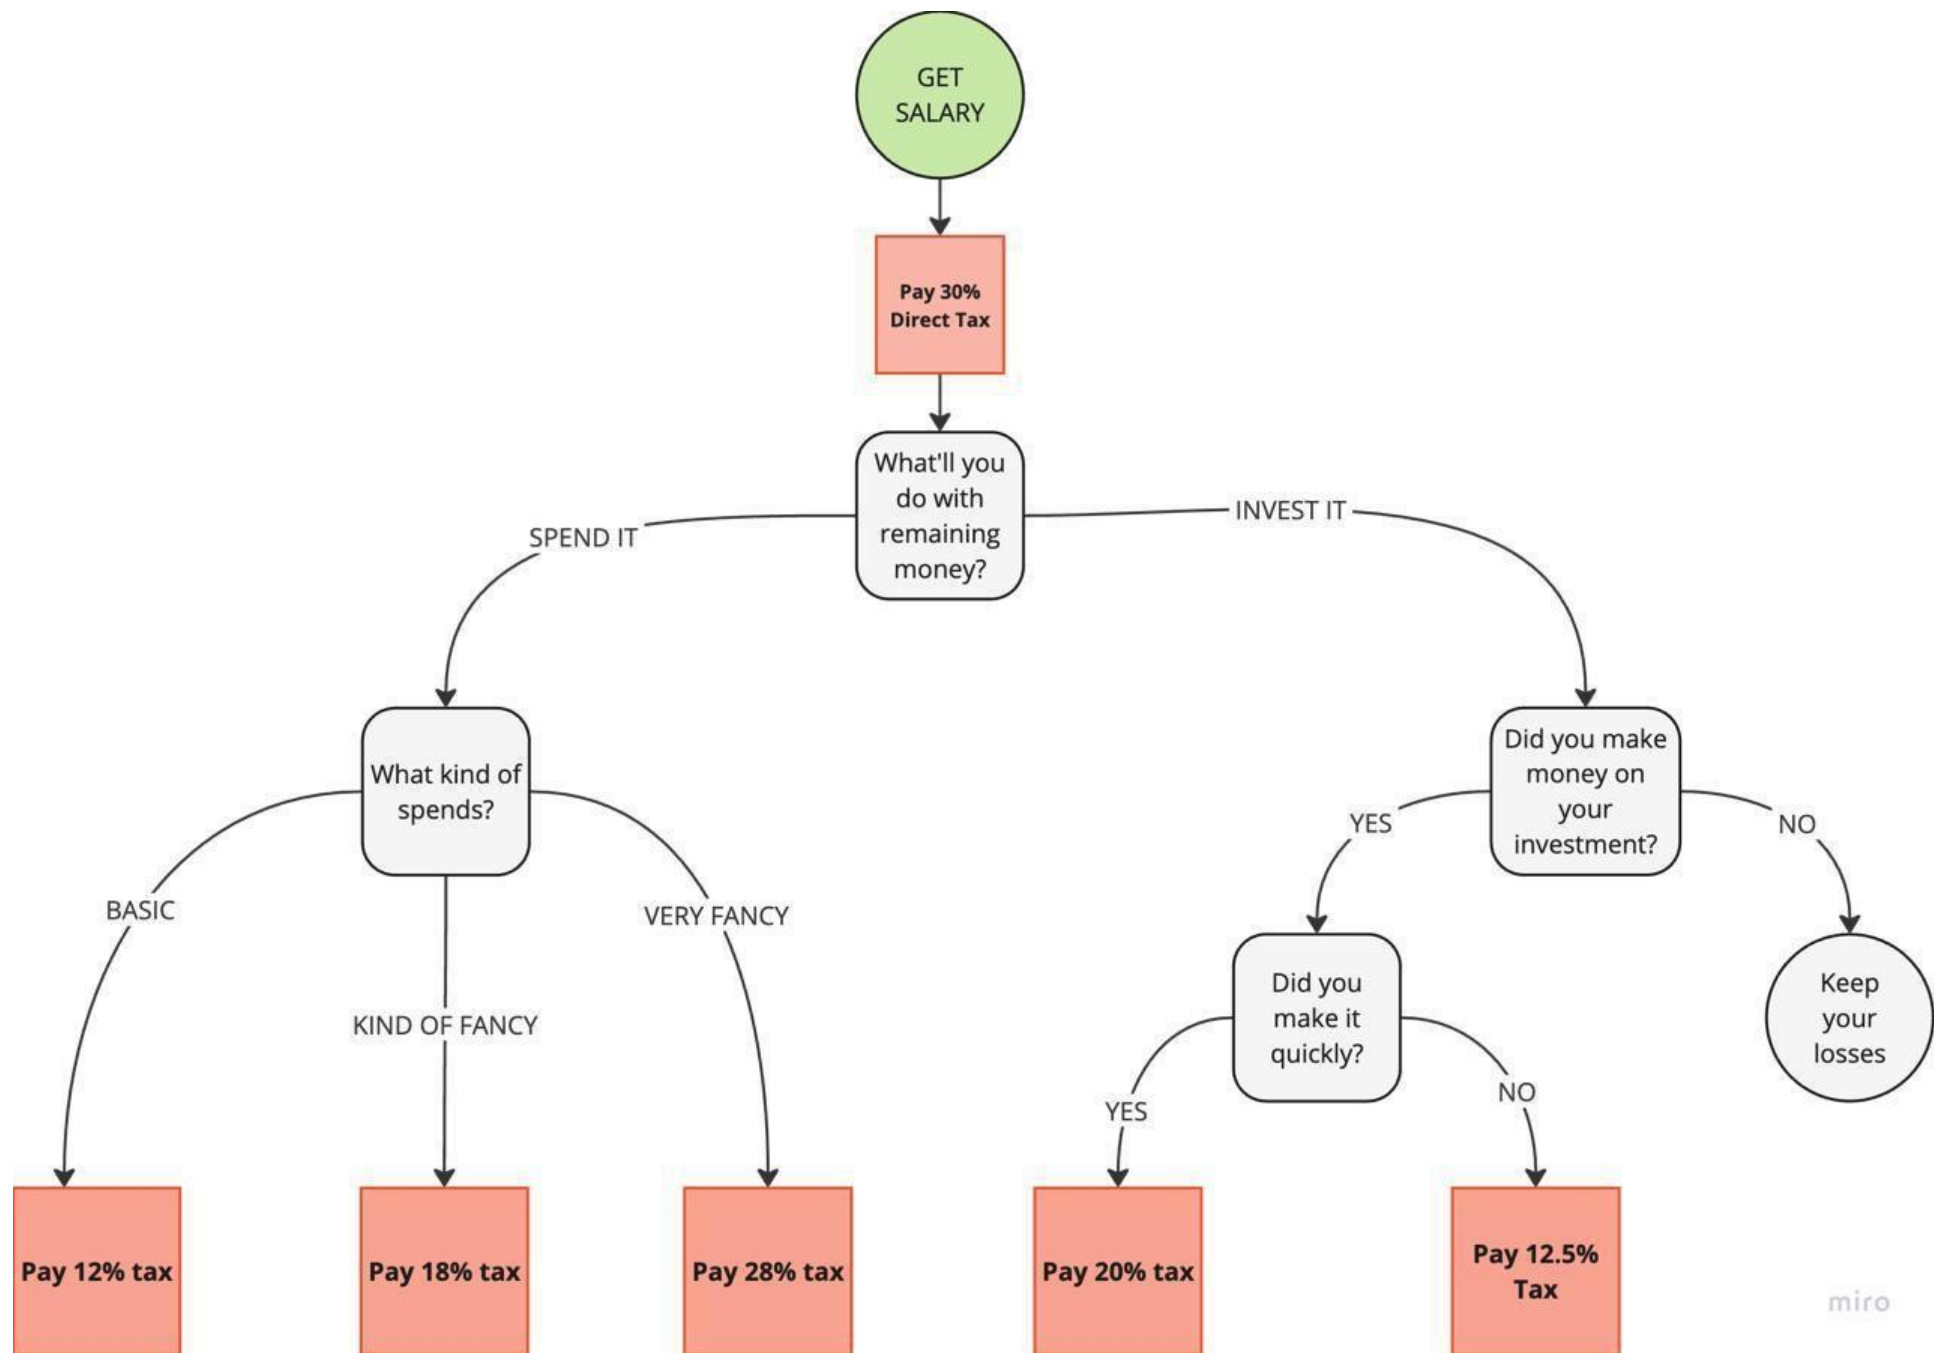 GET
SALARY
Pay 30%
Direct Tax
What'll you
do with
remaining
money?
SPEND IT
INVEST IT
What kind of
spends?
Did you make
money on
your
investment?
BASIC
KIND OF FANCY
VERY FANCY
YES
NO
Did you
make it
quickly?
Keep
your
losses
YES
NO
Pay 12% tax
Pay 18% tax
Pay 28% tax
Pay 20% tax
Pay 12.5%
Tax
miro